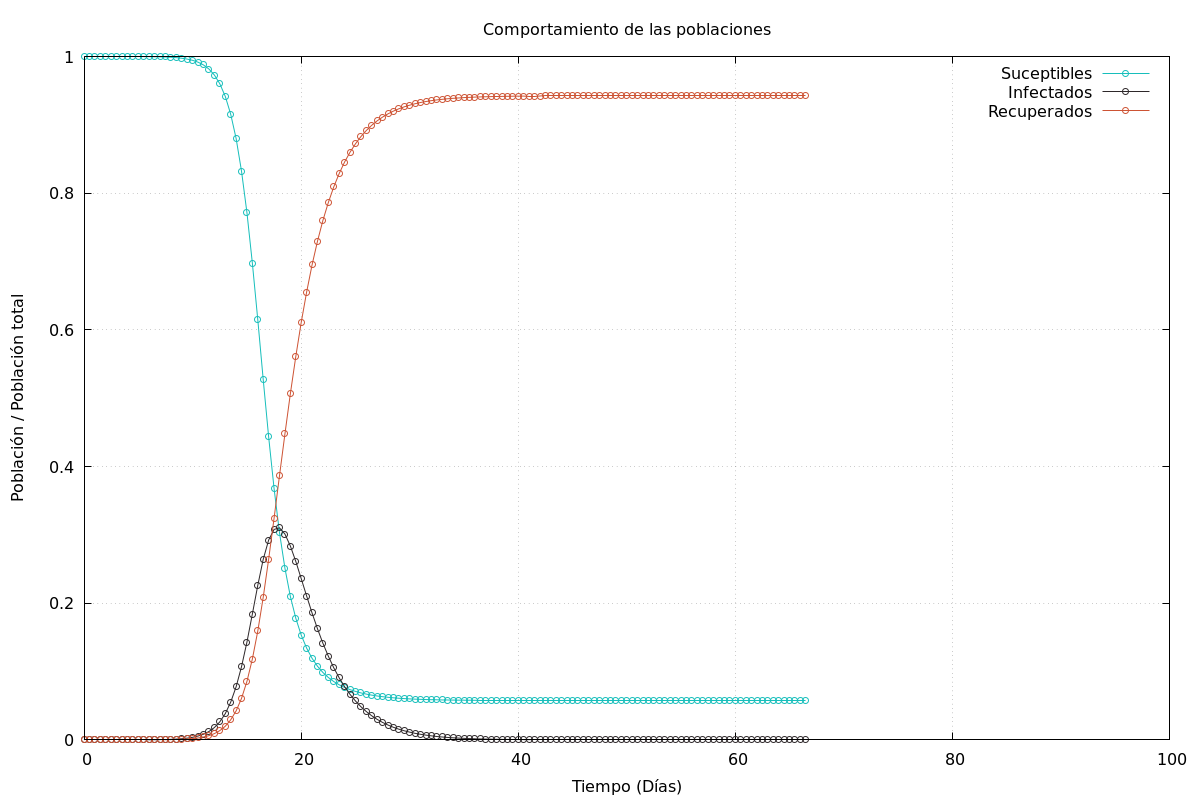 Comportamiento de las poblaciones
Suceptibles
Infectados
Recuperados
Población / Población total
1
0.8
0.6
0.4
0.2
0
0 20 40 60 80 100
Tiempo (Días)